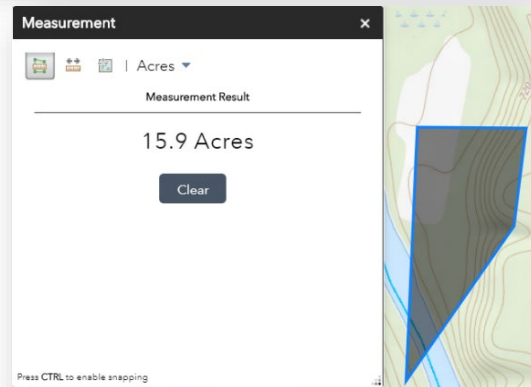 Measurement
| Acres
Measurement Result
15.9 Acres
Clear
Press CTRL to enable snapping